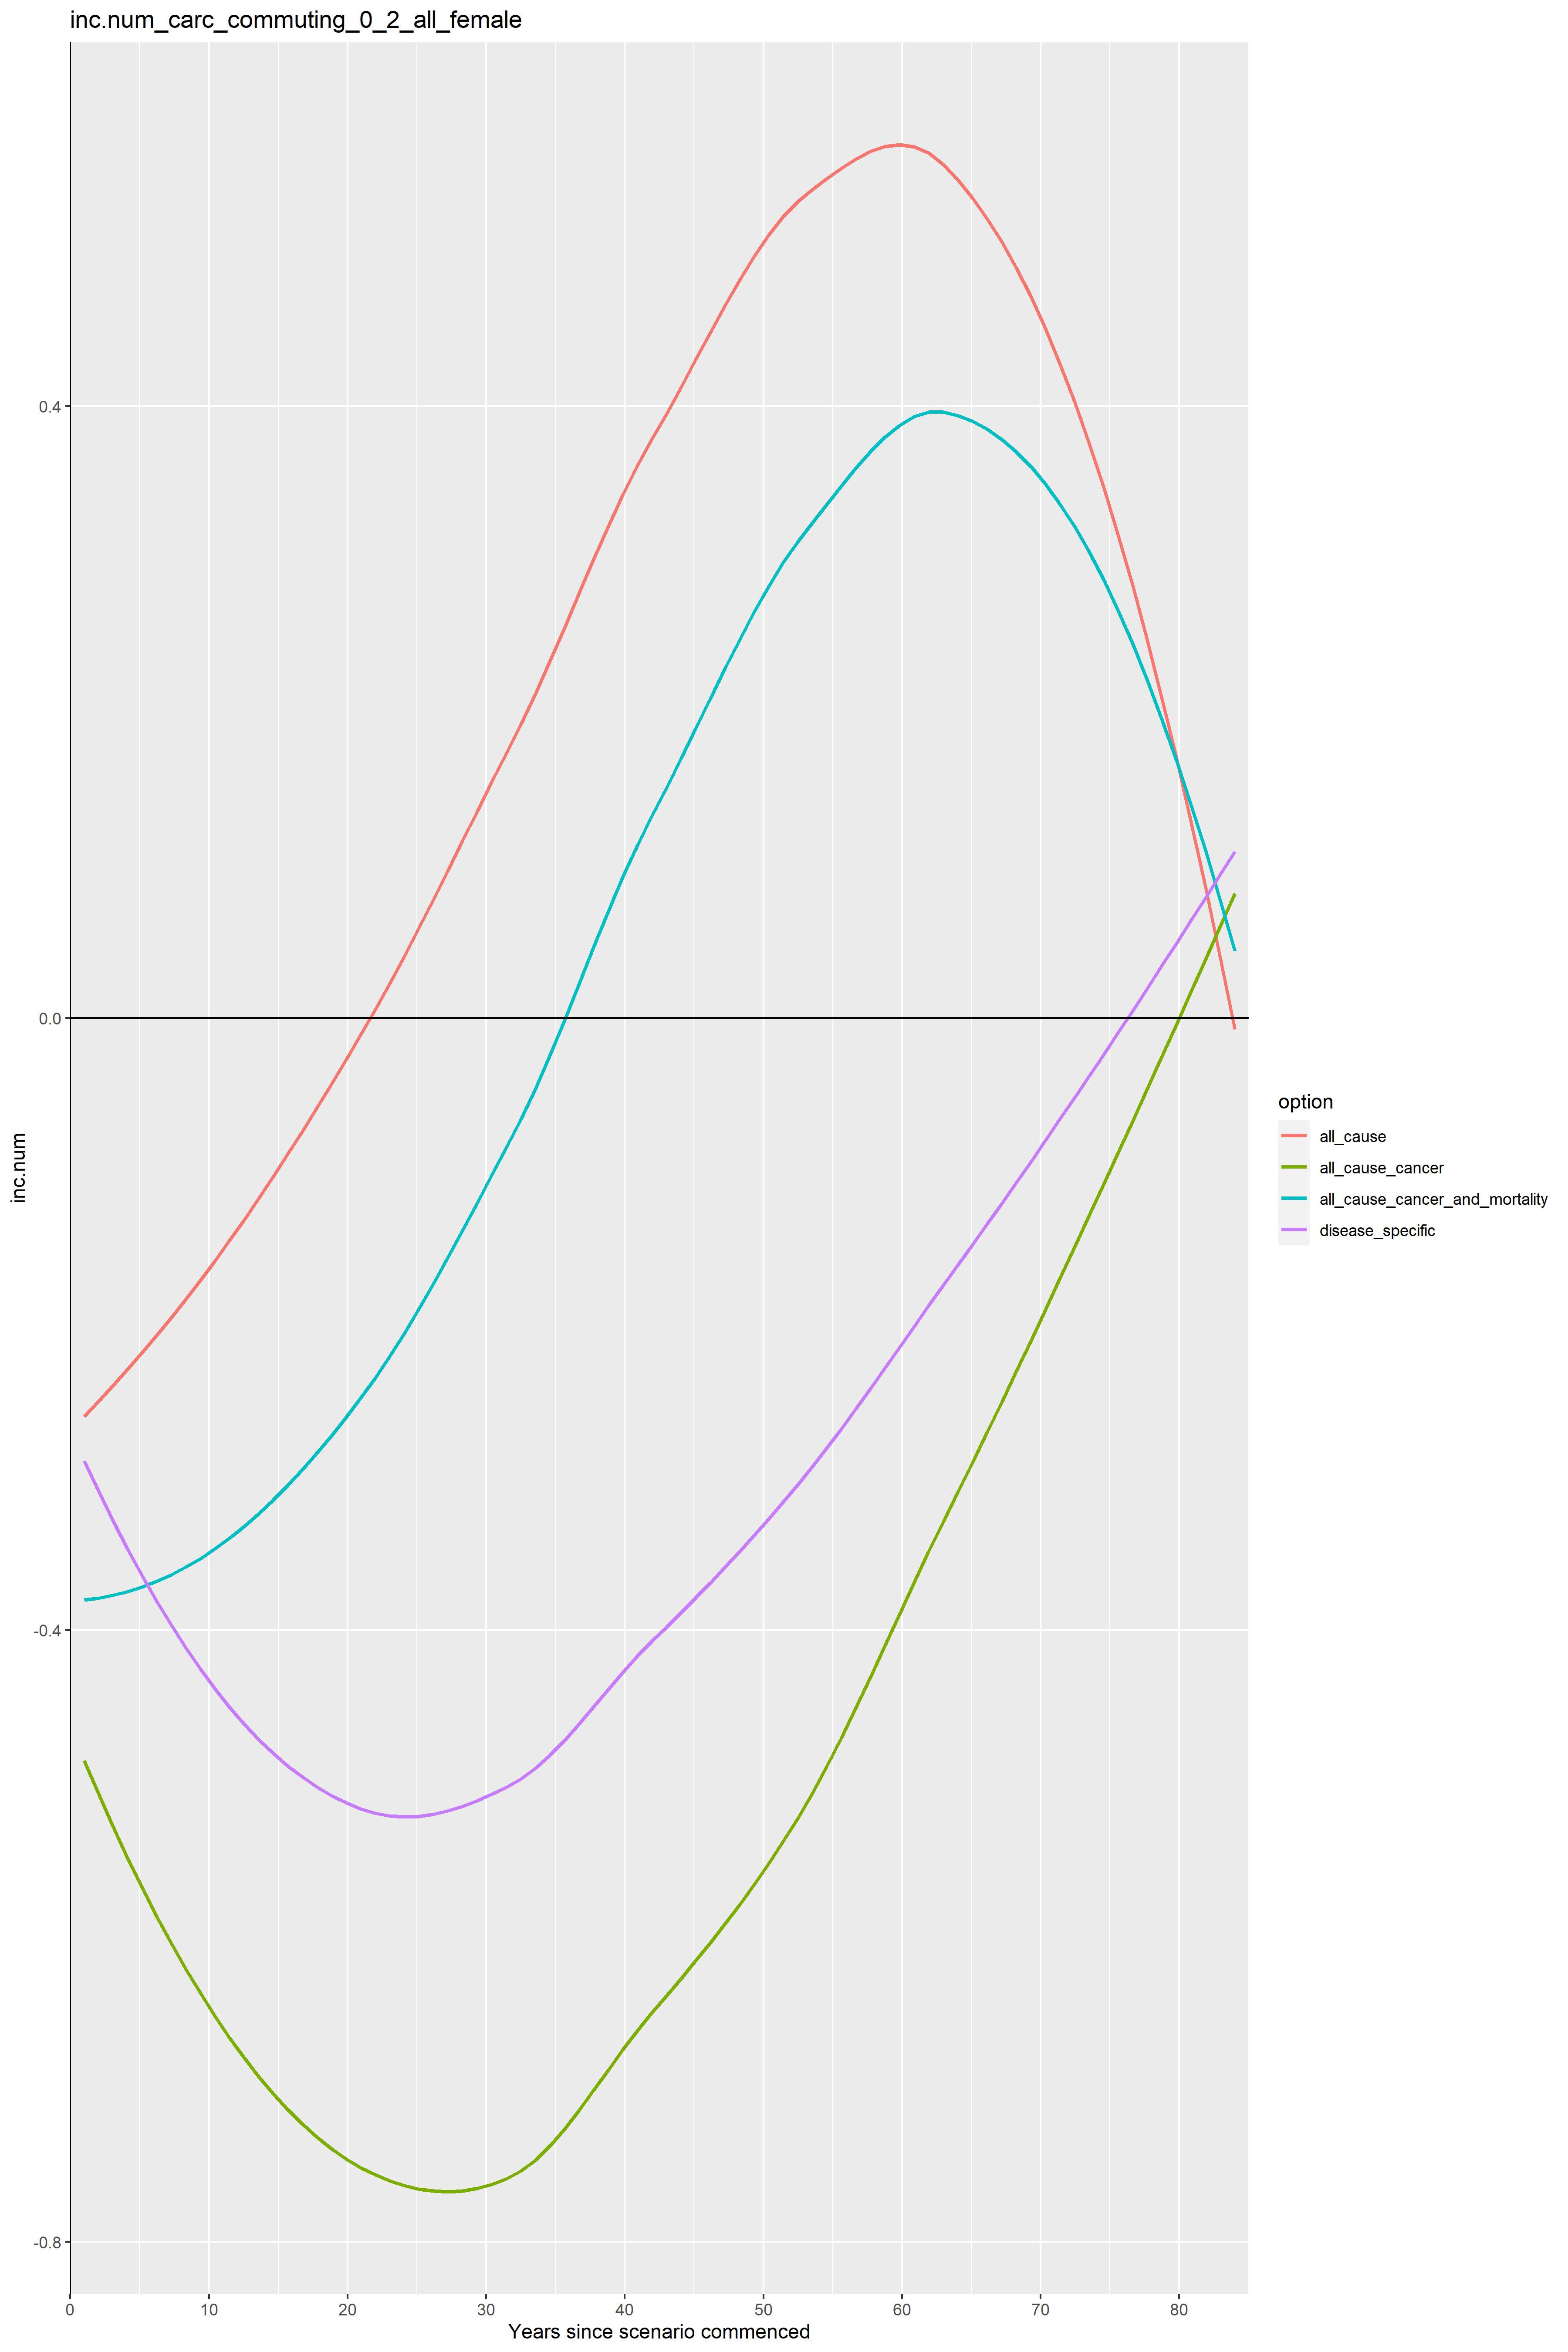 inc.num_carc_commuting_0_2_all_female
0.4
0.0
-0.4
-0.8
inc.num
0 10 20 30 40 50 60 70 80
Years since scenario commenced
option
all_cause
all_cause_cancer
all_cause_cancer_and_mortality
disease_specific